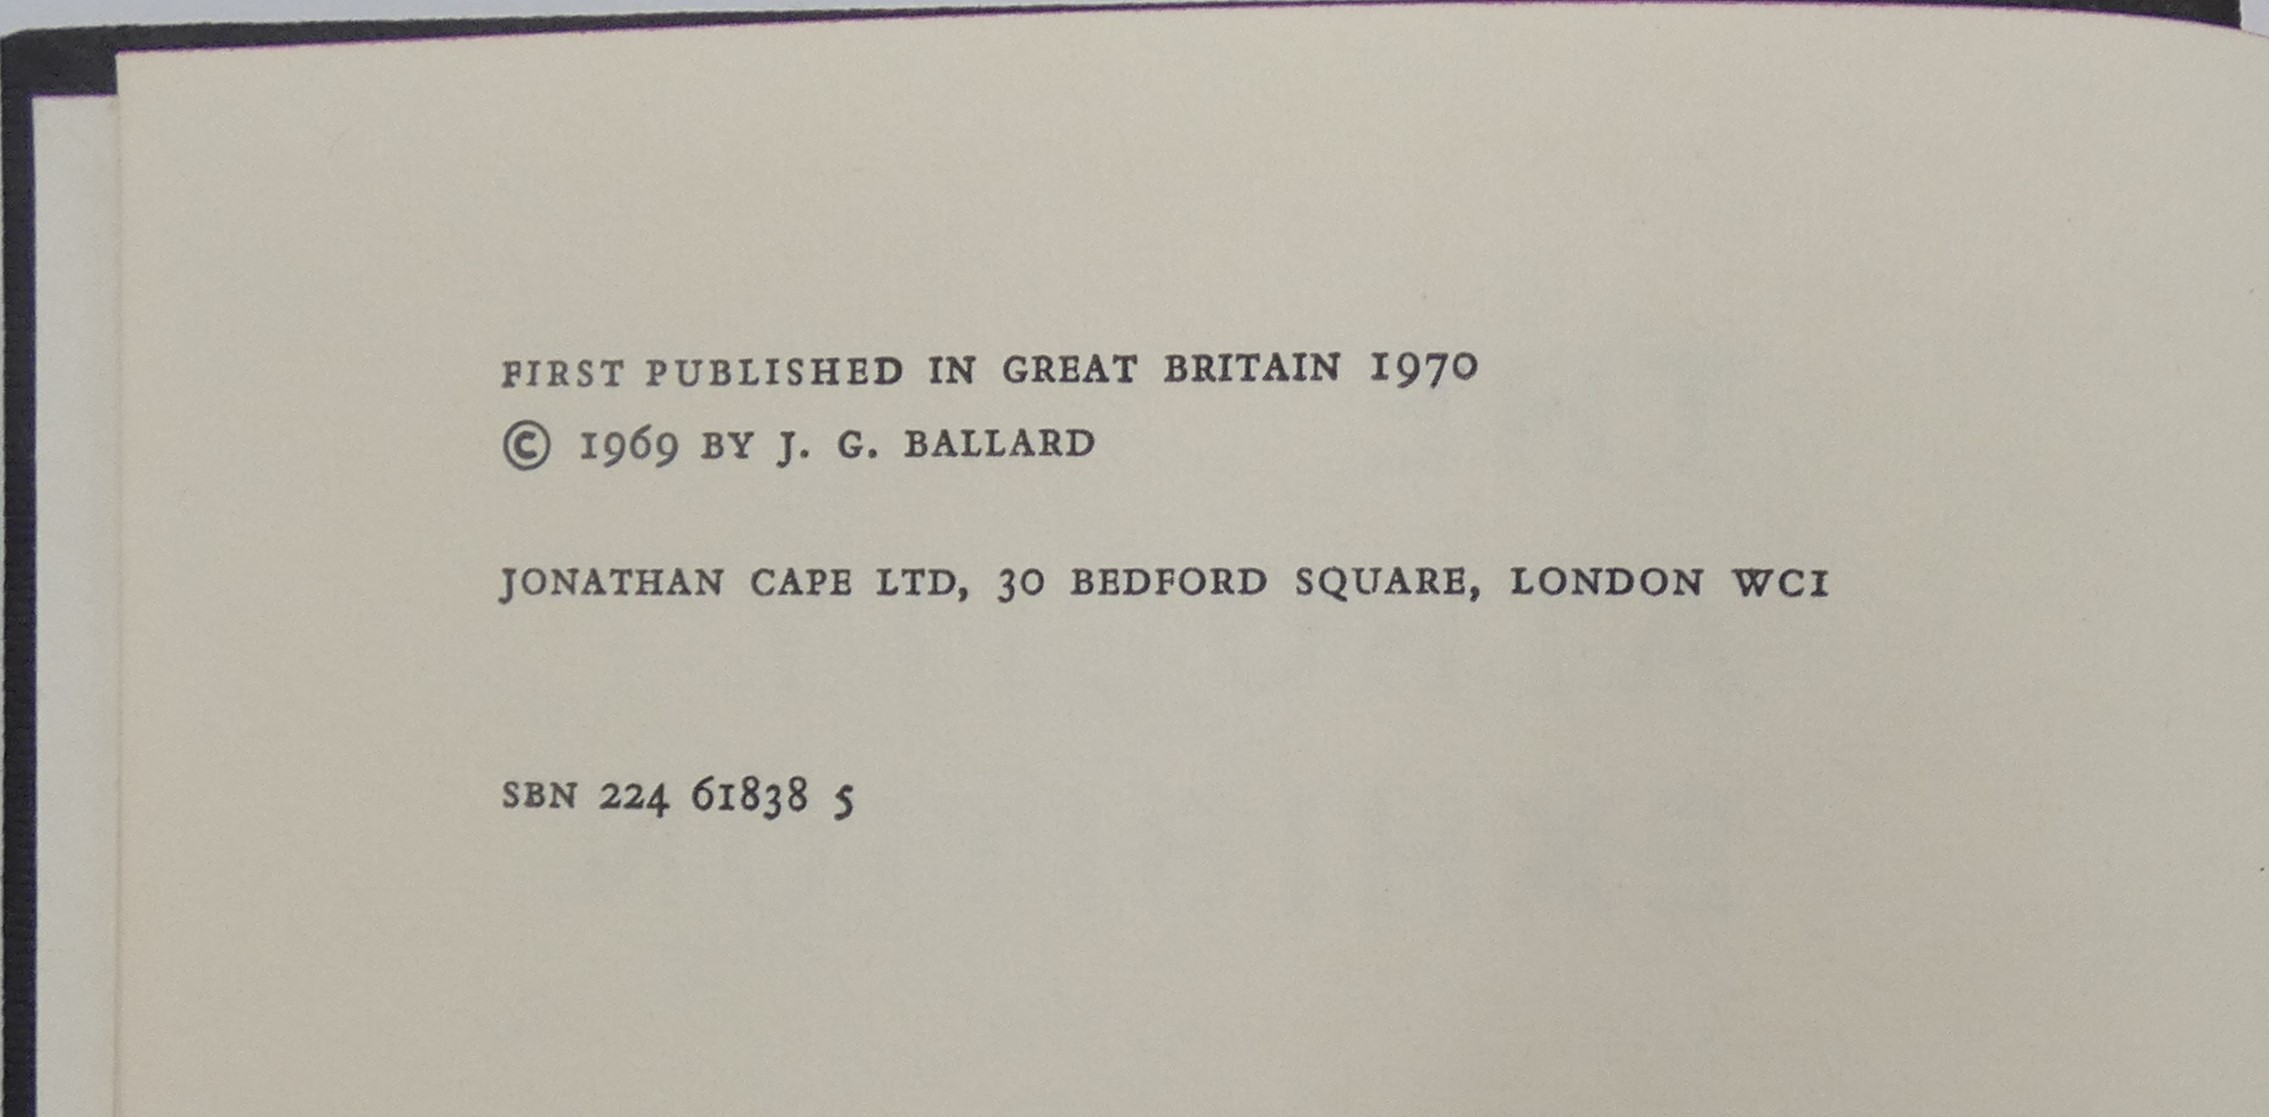 FIRST PUBLISHED IN GREAT BRITAIN 1970
© 1969 BY J. G. BALLARD
JONATHAN CAPE LTD, 30 BEDFORD SQUARE, LONDON WC1
SBN 224 61838 5